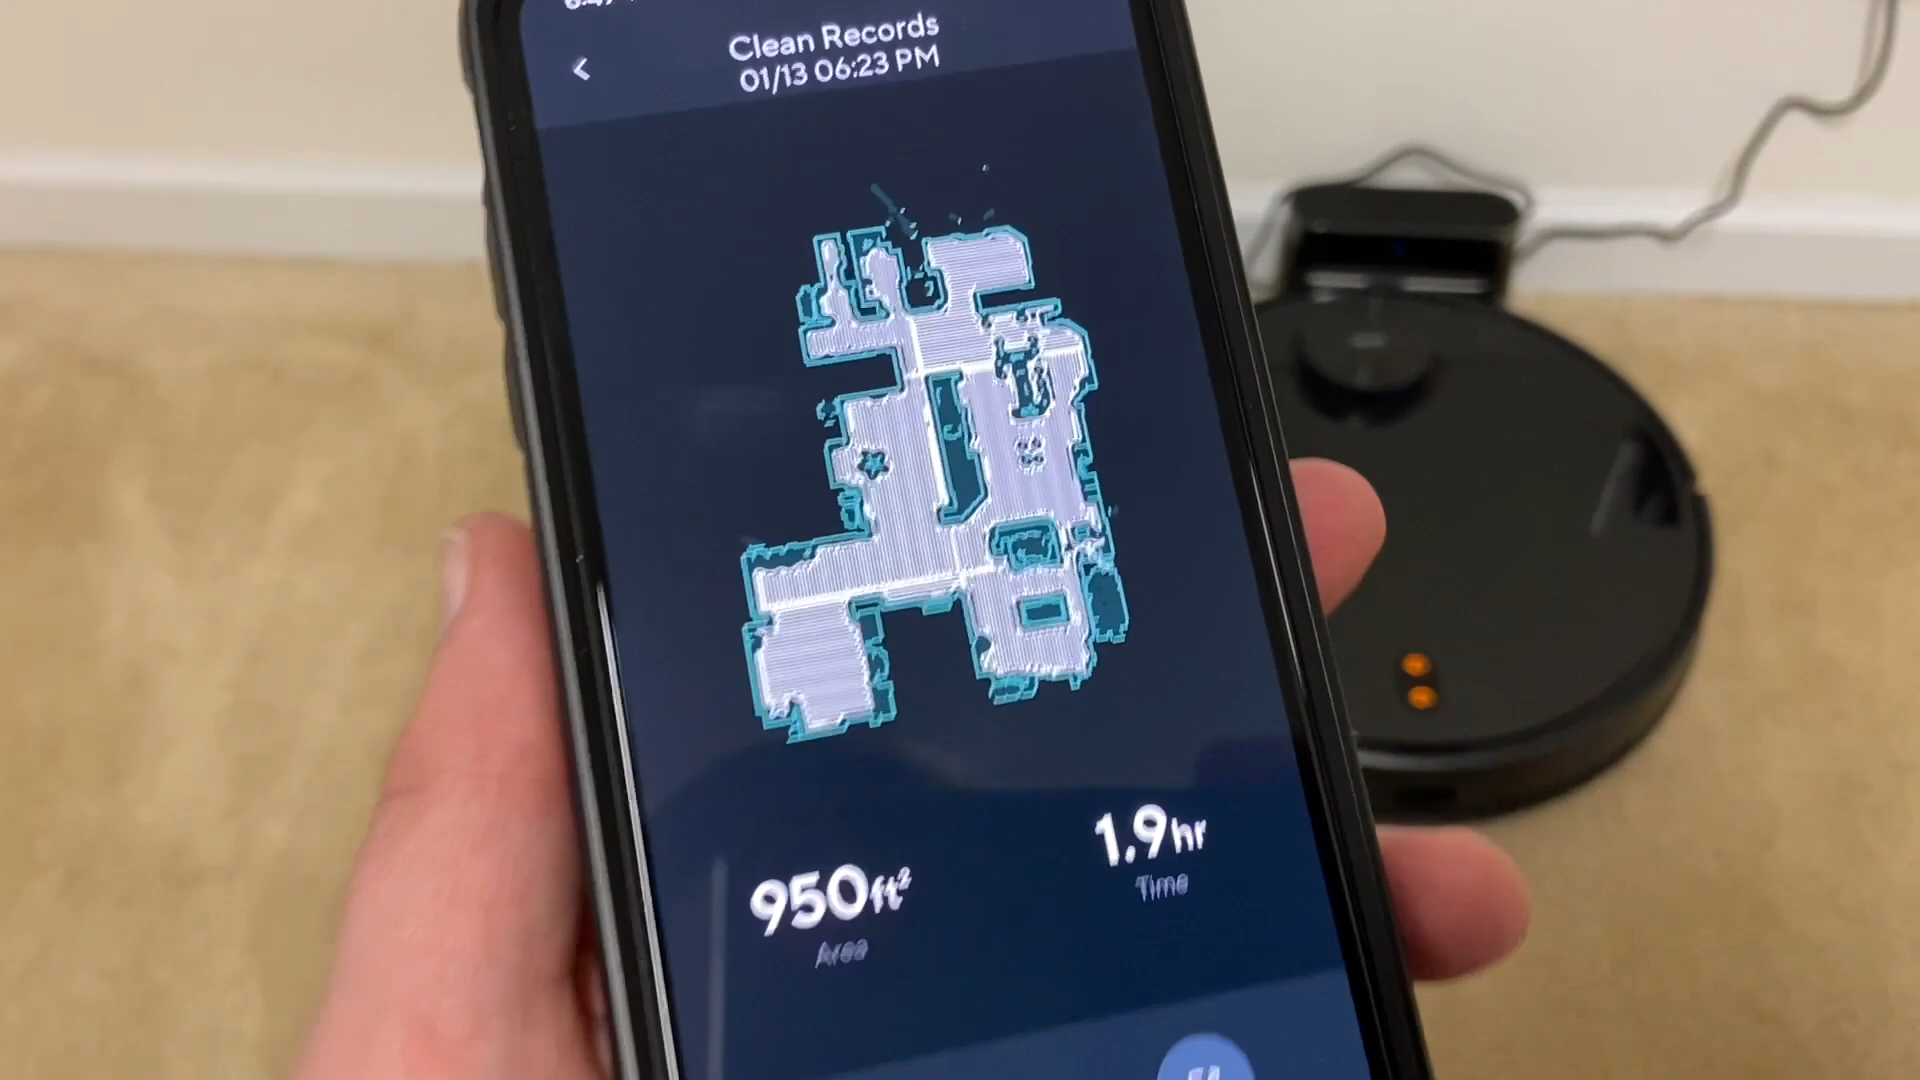 Clean Records
01/13 06:23 PM
950ft²
Area
1.9hr
Time